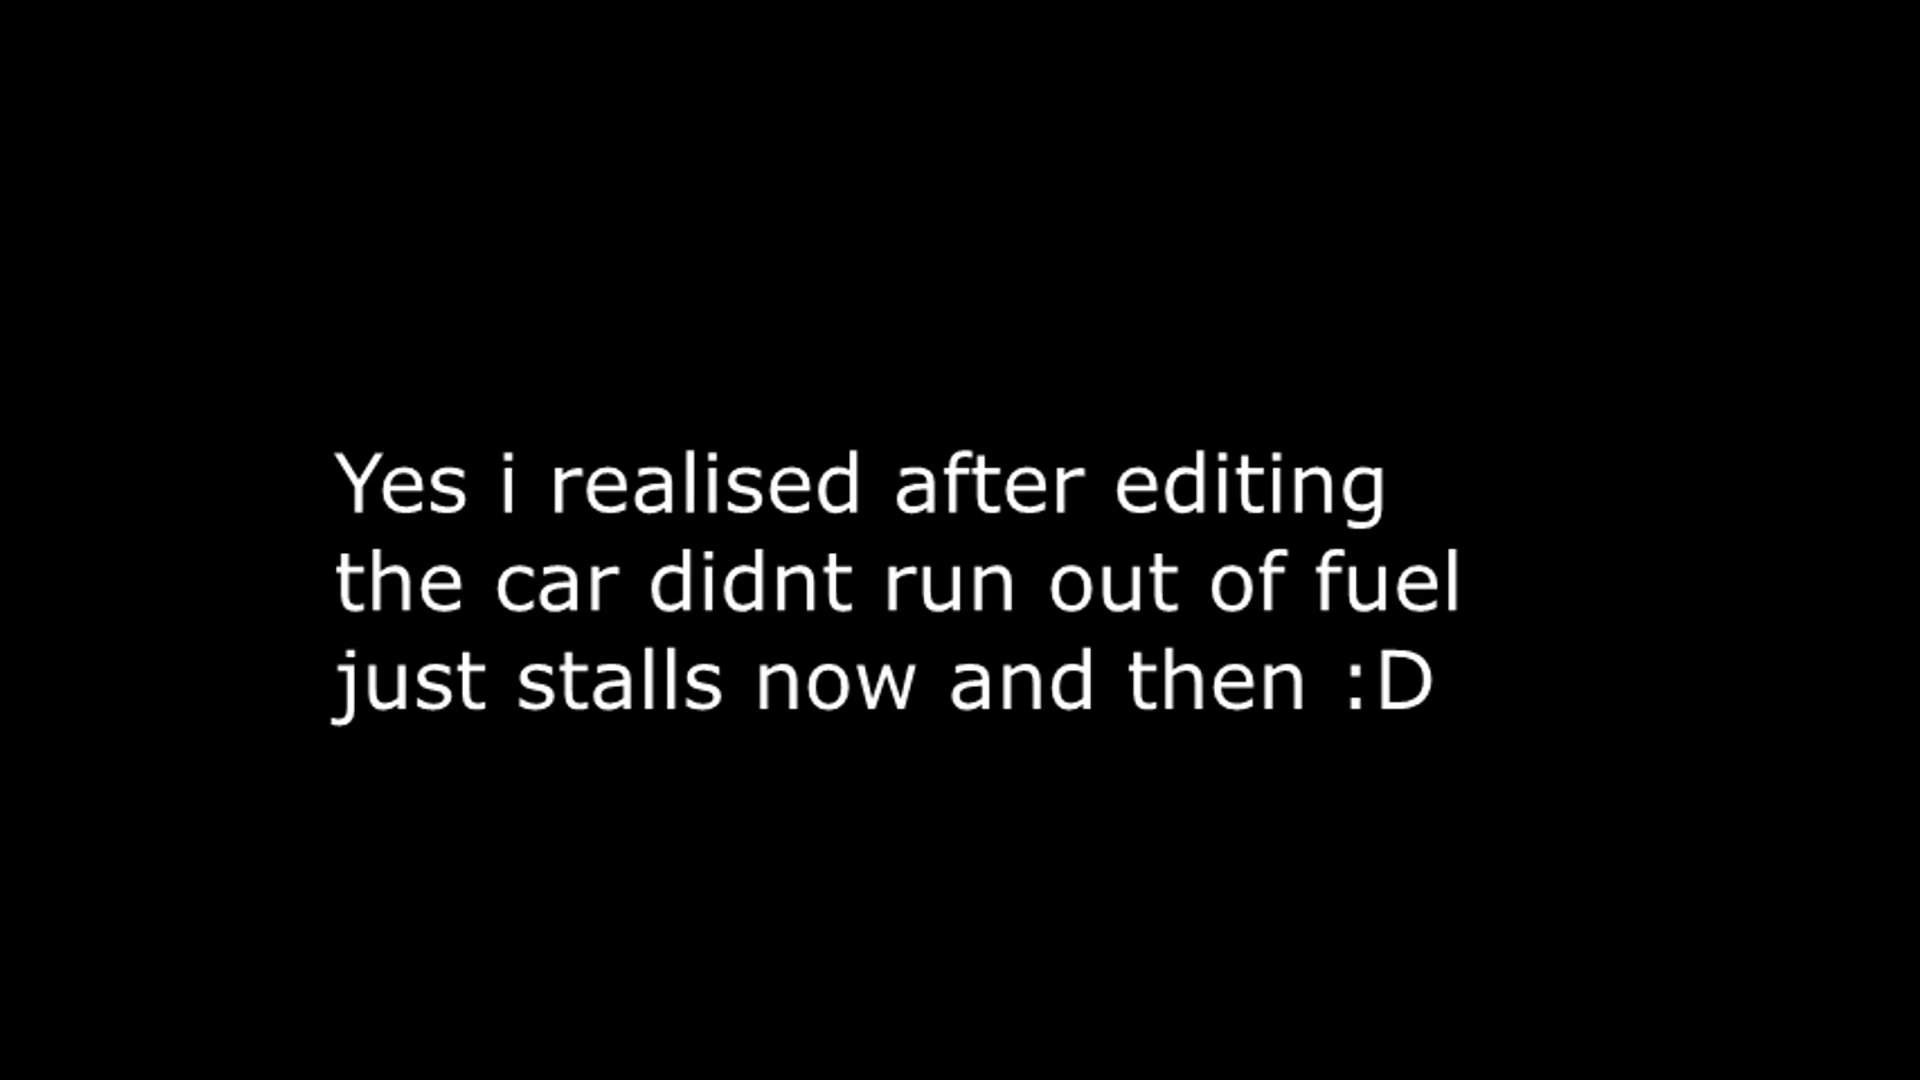 Yes i realised after editing
the car didnt run out of fuel
just stalls now and then :D